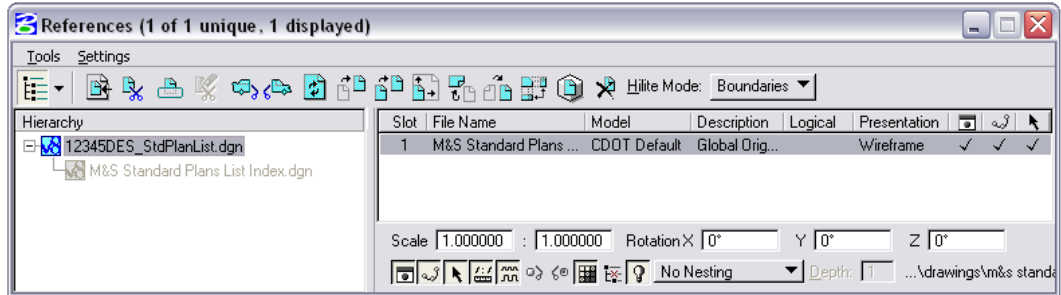 References (1 of 1 unique, 1 displayed)
Tools Settings
Hilite Mode: Boundaries
Hierarchy
12345DES_StdPlanList.dgn
M&S Standard Plans List Index.dgn
Slot File Name Model Description Logical Presentation
1 M&S Standard Plans ... CDOT Default Global Orig... Wireframe
Scale 1.000000 : 1.000000 Rotation X 0° Y 0° Z 0°
No Nesting Depth: 1 ...\drawings\m&s standa